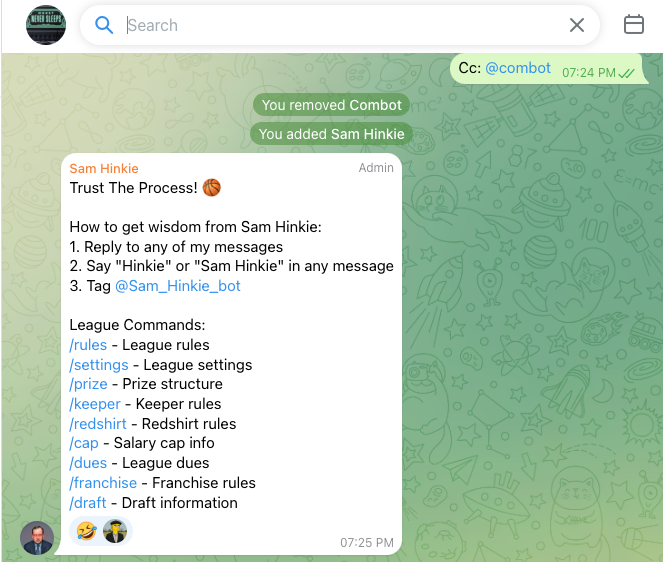 NEVER SLEEPS
Search
Cc: @combot 07:24 PM
You removed Combot
You added Sam Hinkie
Sam Hinkie Admin
Trust The Process! 🏀
How to get wisdom from Sam Hinkie:
1. Reply to any of my messages
2. Say "Hinkie" or "Sam Hinkie" in any message
3. Tag @Sam_Hinkie_bot
League Commands:
/rules - League rules
/settings - League settings
/prize - Prize structure
/keeper - Keeper rules
/redshirt - Redshirt rules
/cap - Salary cap info
/dues - League dues
/franchise - Franchise rules
/draft - Draft information
07:25 PM